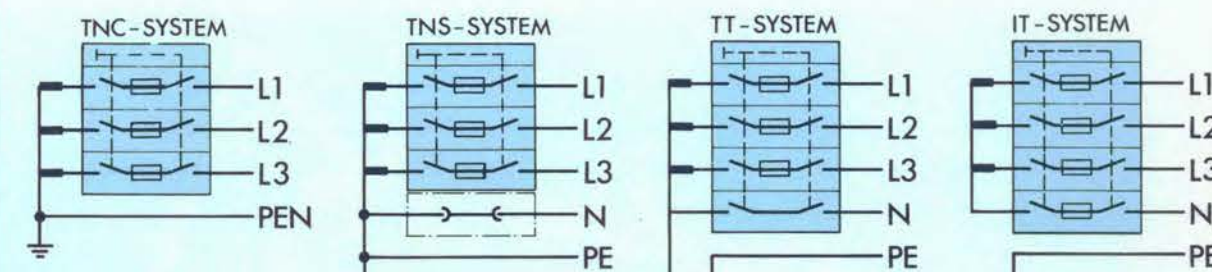 TNC-SYSTEM
L1
L2
L3
PEN
TNS-SYSTEM
L1
L2
L3
N
PE
TT-SYSTEM
L1
L2
L3
N
PE
IT-SYSTEM
L1
L2
L3
N
PE